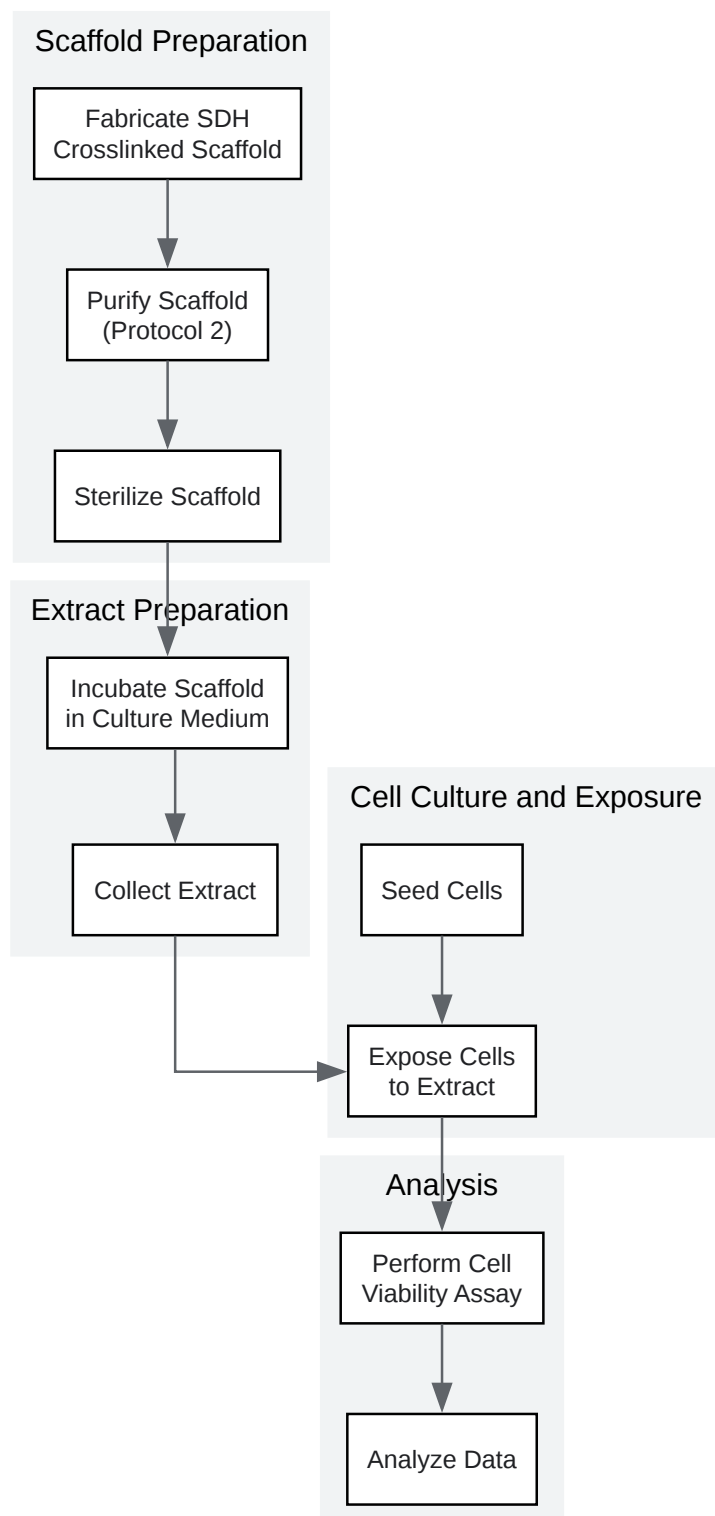 Scaffold Preparation
Fabricate SDH
Crosslinked Scaffold
Purify Scaffold
(Protocol 2)
Sterilize Scaffold
Extract Preparation
Incubate Scaffold
in Culture Medium
Collect Extract
Cell Culture and Exposure
Seed Cells
Expose Cells
to Extract
Analysis
Perform Cell
Viability Assay
Analyze Data